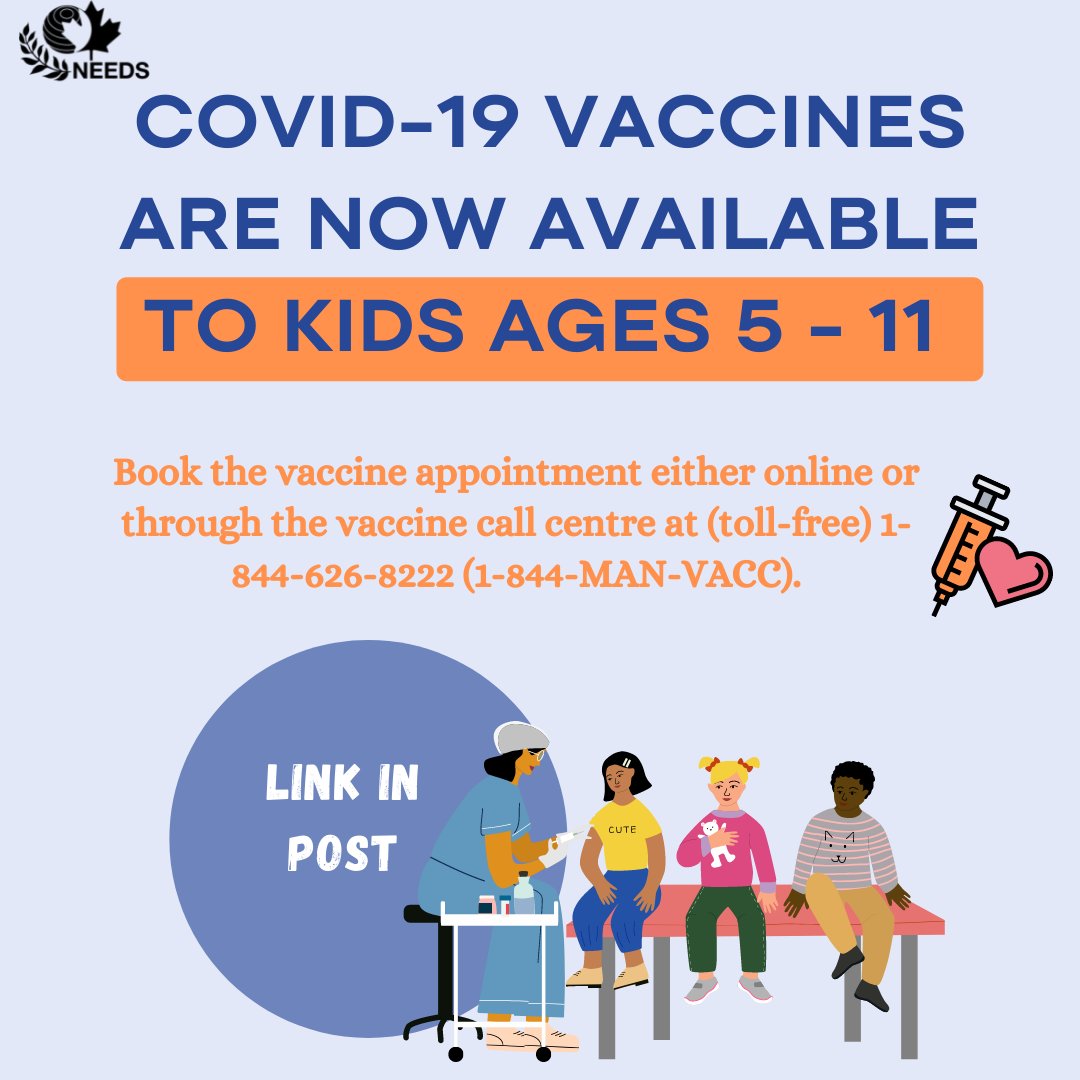 NEEDS
COVID-19 VACCINES
ARE NOW AVAILABLE
TO KIDS AGES 5 - 11
Book the vaccine appointment either online or
through the vaccine call centre at (toll-free) 1-
844-626-8222 (1-844-MAN-VACC).
LINK IN
POST
CUTE